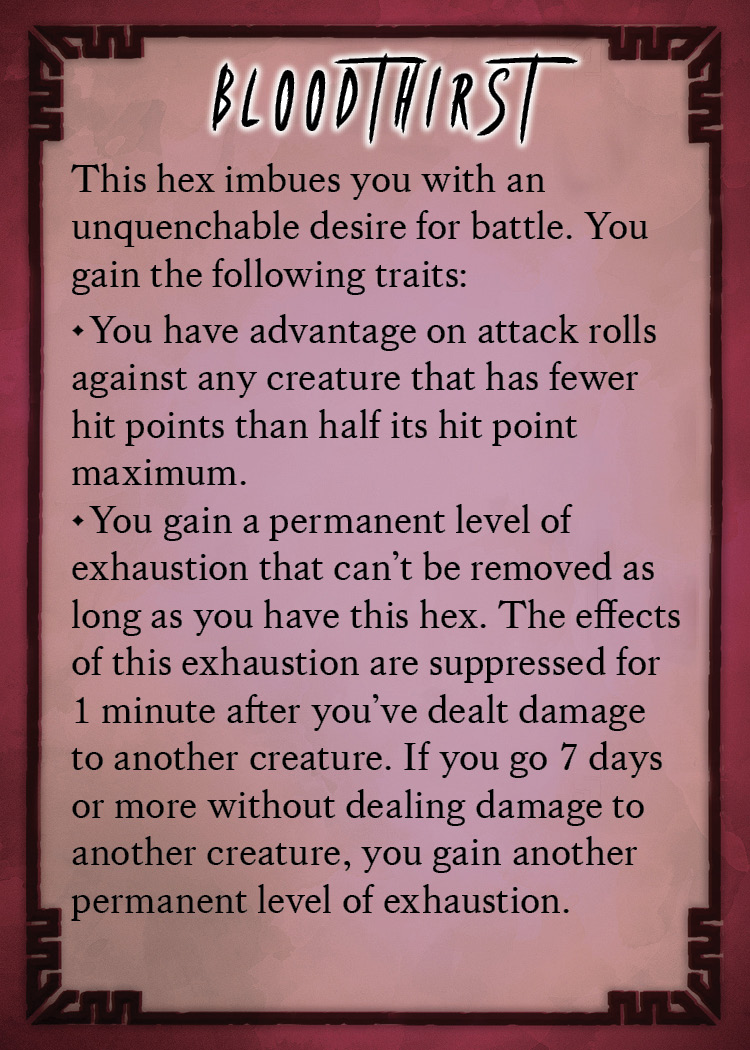 BLOODTHIRST
This hex imbues you with an
unquenchable desire for battle. You
gain the following traits:
✦You have advantage on attack rolls
against any creature that has fewer
hit points than half its hit point
maximum.
✦You gain a permanent level of
exhaustion that can’t be removed as
long as you have this hex. The effects
of this exhaustion are suppressed for
1 minute after you’ve dealt damage
to another creature. If you go 7 days
or more without dealing damage to
another creature, you gain another
permanent level of exhaustion.